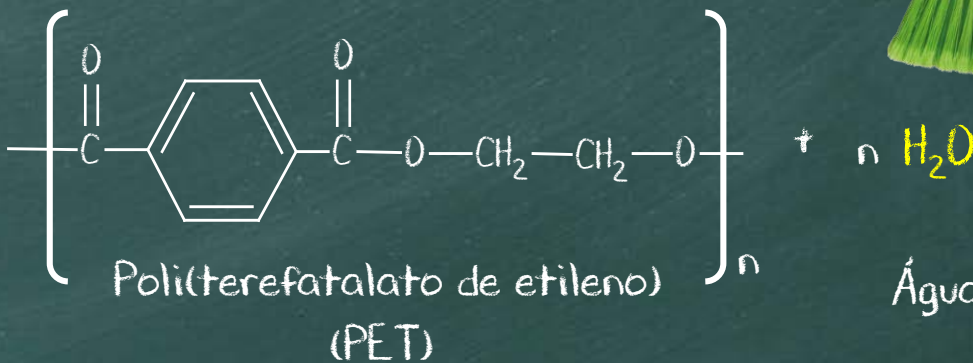 O O
C C O CH₂ CH₂ O n + n H₂O
Poli(terefatalato de etileno)
(PET)
Água